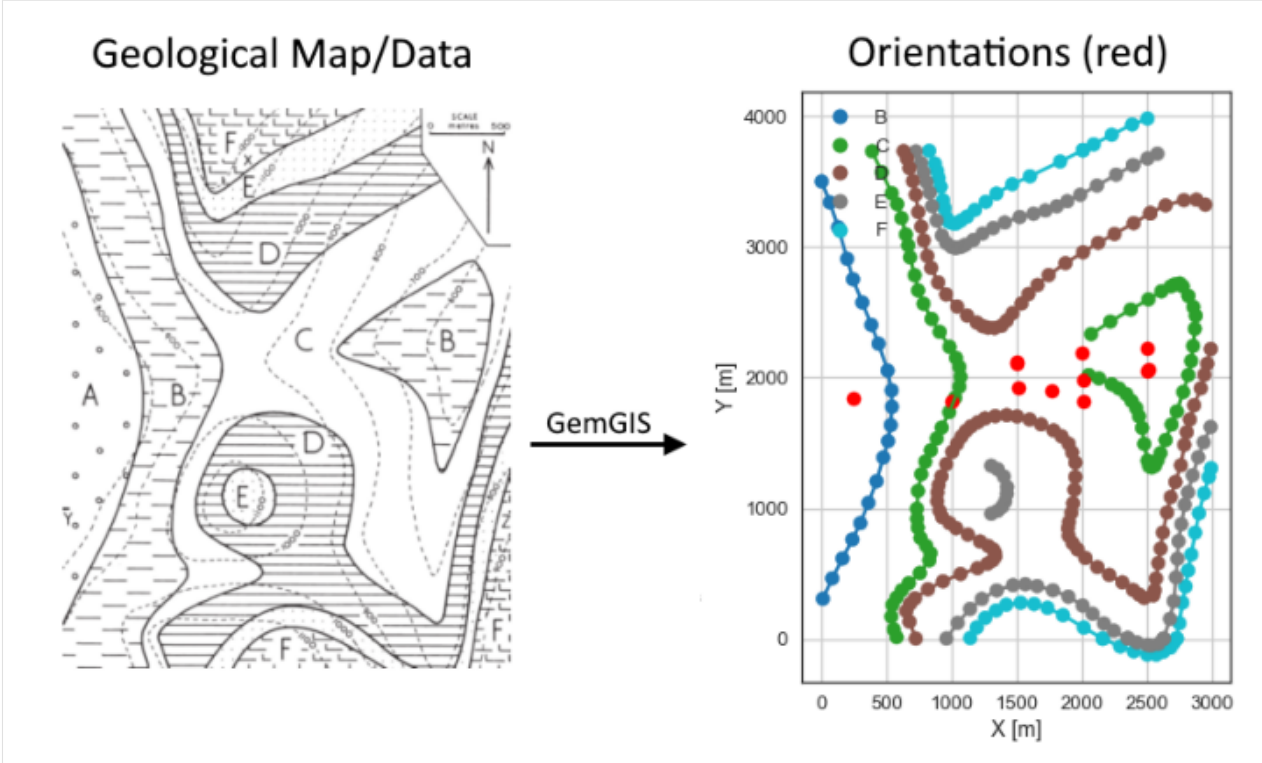 Geological Map/Data
Orientations (red)
SCALE
metres
0 500
N
F
x
E
D
C
B
A
B
D
E
Y
F
F
GemGIS
B
C
D
E
F
4000
3000
2000
1000
0
Y [m]
0 500 1000 1500 2000 2500 3000
X [m]